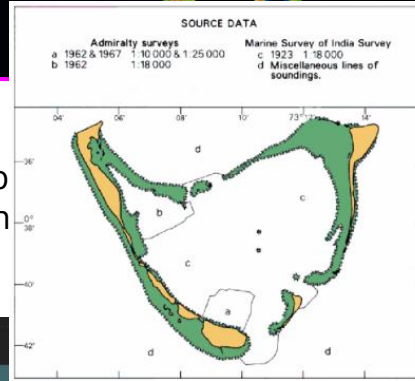 SOURCE DATA
Admiralty surveys
a 1962 & 1967 1:10 000 & 1:25 000
b 1962 1:18 000
Marine Survey of India Survey
c 1923 1:18 000
d Miscellaneous lines of
soundings.
04' 06' 08' 10' 73°12' 14'
36'
0°
38'
40'
42'
d
b
c
c
a
d
d